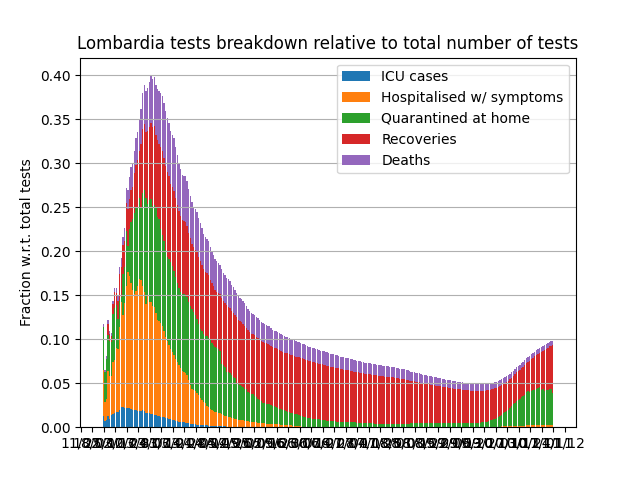 Lombardia tests breakdown relative to total number of tests
ICU cases
Hospitalised w/ symptoms
Quarantined at home
Recoveries
Deaths
Fraction w.r.t. total tests
0.40
0.35
0.30
0.25
0.20
0.15
0.10
0.05
0.00